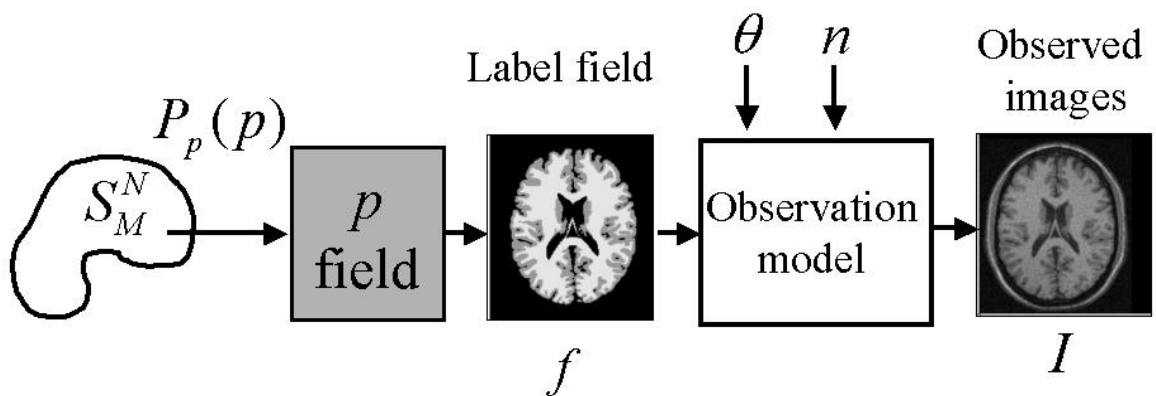 P_p(p)
S_M^N
p
field
Label field
f
θ
n
Observation
model
Observed
images
I